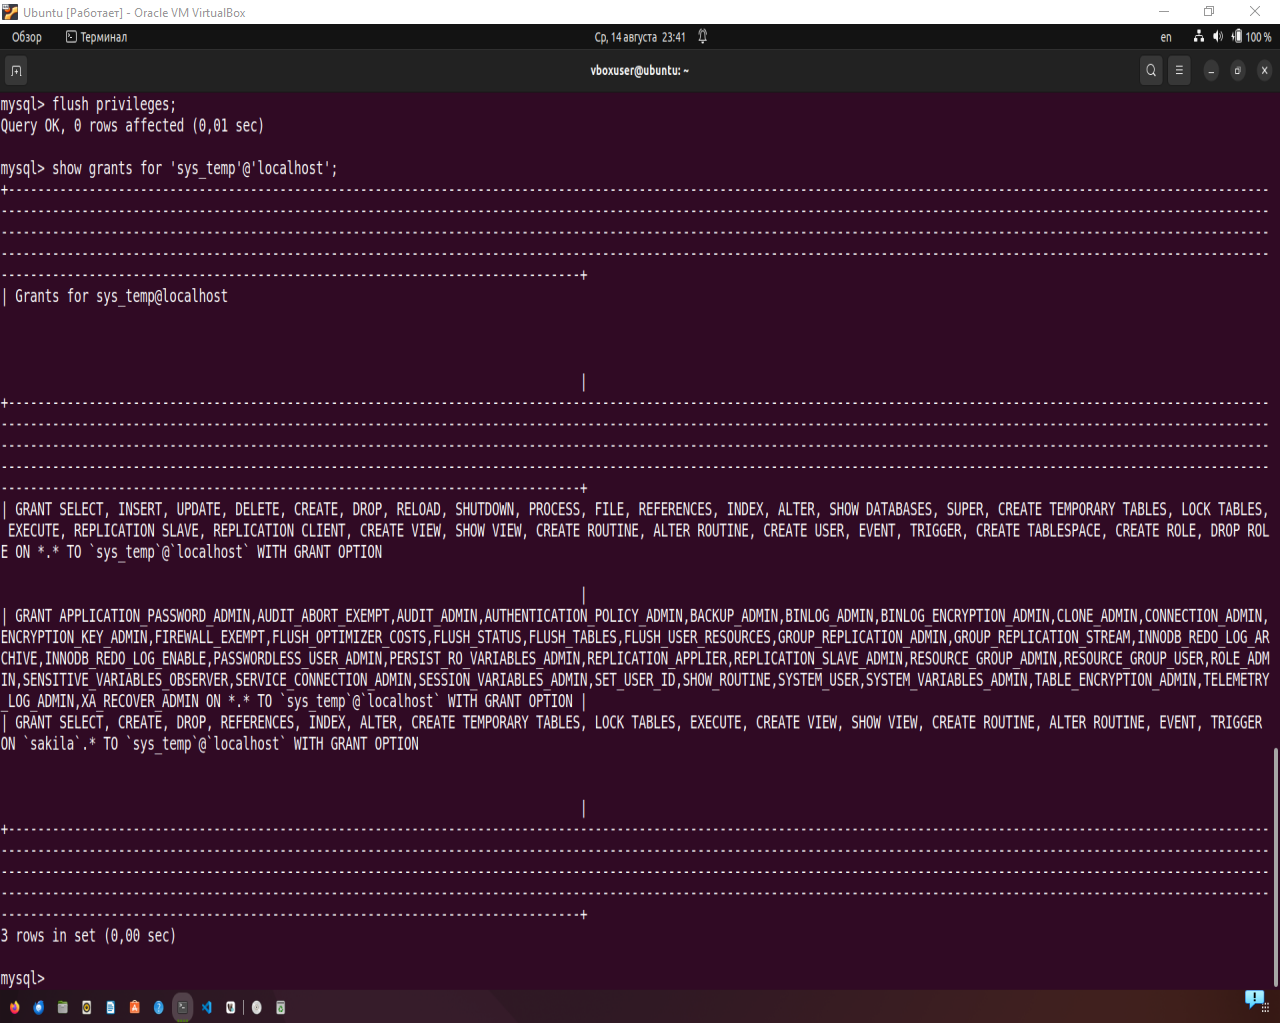 Ubuntu [Работает] - Oracle VM VirtualBox
Обзор Терминал Ср, 14 августа 23:41 en 100 %
vboxuser@ubuntu: ~
mysql> flush privileges;
Query OK, 0 rows affected (0,01 sec)
mysql> show grants for 'sys_temp'@'localhost';
| Grants for sys_temp@localhost
|
| GRANT SELECT, INSERT, UPDATE, DELETE, CREATE, DROP, RELOAD, SHUTDOWN, PROCESS, FILE, REFERENCES, INDEX, ALTER, SHOW DATABASES, SUPER, CREATE TEMPORARY TABLES, LOCK TABLES,
EXECUTE, REPLICATION SLAVE, REPLICATION CLIENT, CREATE VIEW, SHOW VIEW, CREATE ROUTINE, ALTER ROUTINE, CREATE USER, EVENT, TRIGGER, CREATE TABLESPACE, CREATE ROLE, DROP ROL
E ON *.* TO `sys_temp`@`localhost` WITH GRANT OPTION
|
| GRANT APPLICATION_PASSWORD_ADMIN,AUDIT_ABORT_EXEMPT,AUDIT_ADMIN,AUTHENTICATION_POLICY_ADMIN,BACKUP_ADMIN,BINLOG_ADMIN,BINLOG_ENCRYPTION_ADMIN,CLONE_ADMIN,CONNECTION_ADMIN,
ENCRYPTION_KEY_ADMIN,FIREWALL_EXEMPT,FLUSH_OPTIMIZER_COSTS,FLUSH_STATUS,FLUSH_TABLES,FLUSH_USER_RESOURCES,GROUP_REPLICATION_ADMIN,GROUP_REPLICATION_STREAM,INNODB_REDO_LOG_AR
CHIVE,INNODB_REDO_LOG_ENABLE,PASSWORDLESS_USER_ADMIN,PERSIST_RO_VARIABLES_ADMIN,REPLICATION_APPLIER,REPLICATION_SLAVE_ADMIN,RESOURCE_GROUP_ADMIN,RESOURCE_GROUP_USER,ROLE_ADM
IN,SENSITIVE_VARIABLES_OBSERVER,SERVICE_CONNECTION_ADMIN,SESSION_VARIABLES_ADMIN,SET_USER_ID,SHOW_ROUTINE,SYSTEM_USER,SYSTEM_VARIABLES_ADMIN,TABLE_ENCRYPTION_ADMIN,TELEMETRY
_LOG_ADMIN,XA_RECOVER_ADMIN ON *.* TO `sys_temp`@`localhost` WITH GRANT OPTION |
| GRANT SELECT, CREATE, DROP, REFERENCES, INDEX, ALTER, CREATE TEMPORARY TABLES, LOCK TABLES, EXECUTE, CREATE VIEW, SHOW VIEW, CREATE ROUTINE, ALTER ROUTINE, EVENT, TRIGGER
ON `sakila`.* TO `sys_temp`@`localhost` WITH GRANT OPTION
|
3 rows in set (0,00 sec)
mysql>